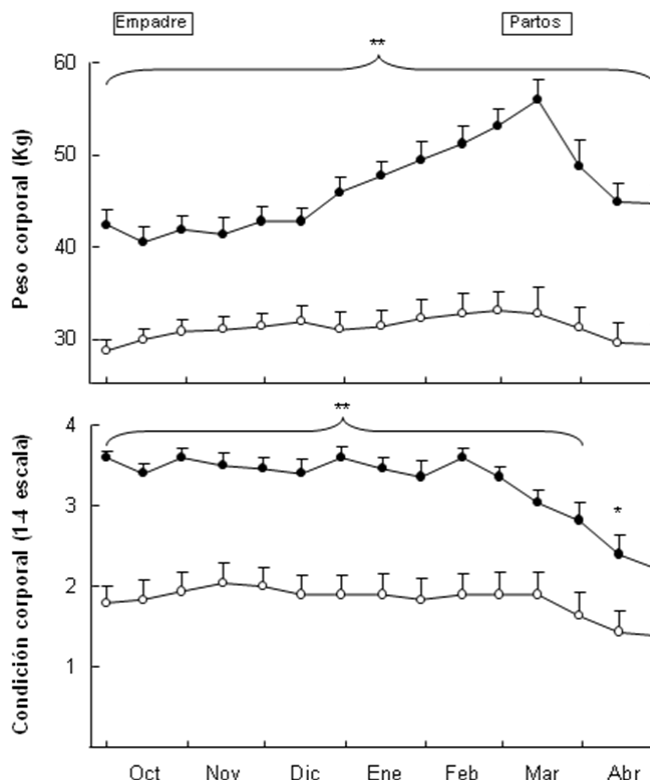 Empadre Partos
**
60
50
40
30
Peso corporal (Kg)
**
4
3
2
1
*
Condición corporal (1-4 escala)
Oct Nov Dic Ene Feb Mar Abr